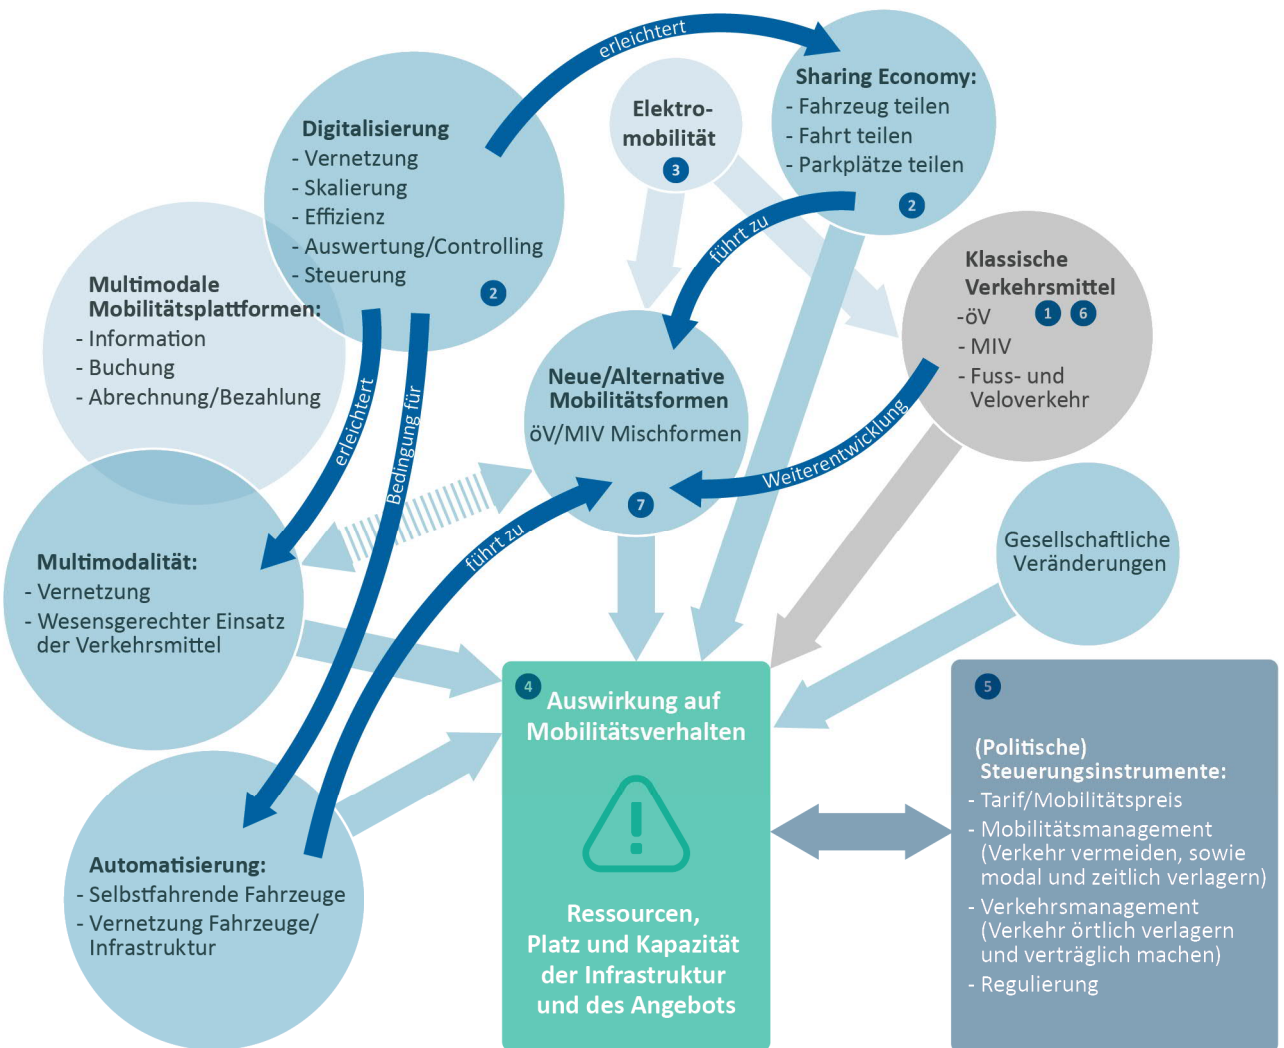 erleichtert
Sharing Economy:
- Fahrzeug teilen
- Fahrt teilen
- Parkplätze teilen
2
Elektro-
mobilität
3
Digitalisierung
- Vernetzung
- Skalierung
- Effizienz
- Auswertung/Controlling
- Steuerung
2
führt zu
Klassische
Verkehrsmittel
-öV
1
6
- MIV
- Fuss- und
Veloverkehr
Multimodale
Mobilitätsplattformen:
- Information
- Buchung
- Abrechnung/Bezahlung
Neue/Alternative
Mobilitätsformen
öV/MIV Mischformen
7
erleichtert
Bedingung für
Weiterentwicklung
führt zu
Gesellschaftliche
Veränderungen
Multimodalität:
- Vernetzung
- Wesensgerechter Einsatz
der Verkehrsmittel
4
Auswirkung auf
Mobilitätsverhalten
Ressourcen,
Platz und Kapazität
der Infrastruktur
und des Angebots
5
(Politische)
Steuerungsinstrumente:
- Tarif/Mobilitätspreis
- Mobilitätsmanagement
(Verkehr vermeiden, sowie
modal und zeitlich verlagern)
- Verkehrsmanagement
(Verkehr örtlich verlagern
und verträglich machen)
- Regulierung
Automatisierung:
- Selbstfahrende Fahrzeuge
- Vernetzung Fahrzeuge/
Infrastruktur